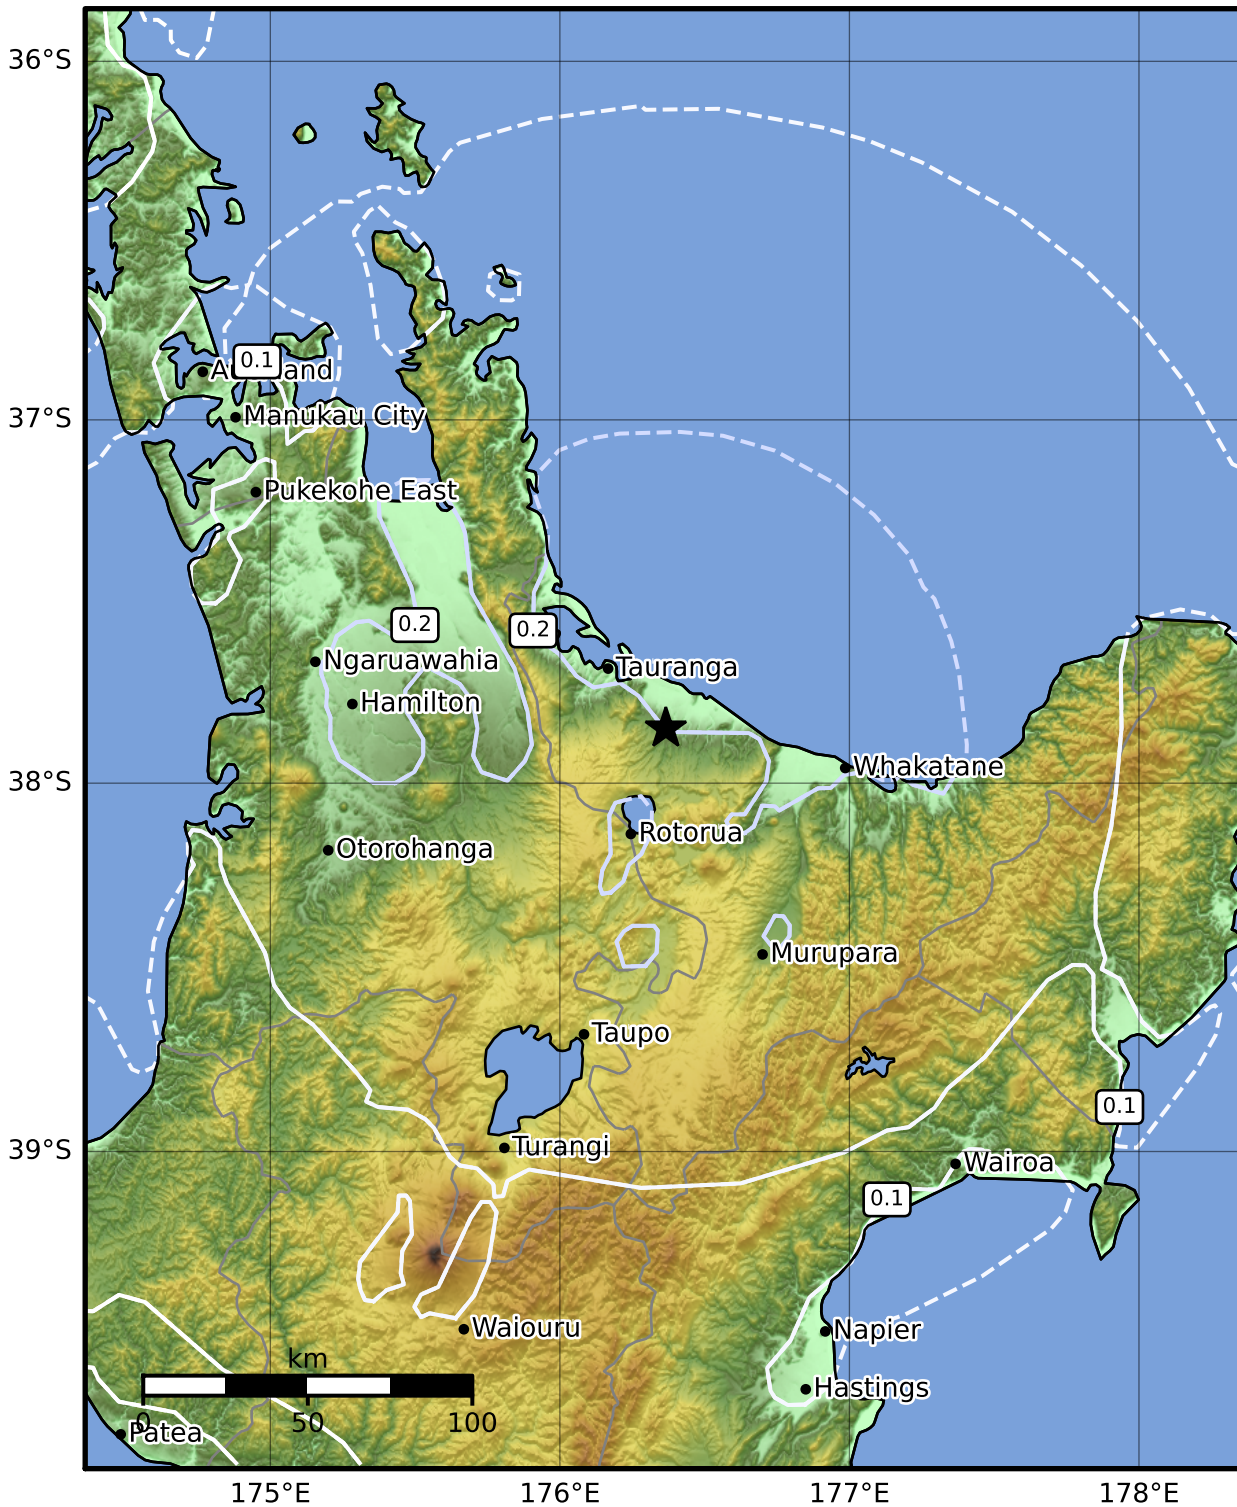 36°S
0.1
37°S
Manukau City
Pukekohe East
0.2
0.2
Ngaruawahia
Tauranga
Hamilton
Whakatane
38°S
Rotorua
Otorohanga
Murupara
Taupo
0.1
39°S
Turangi
Wairoa
0.1
Waiouru
Napier
km
Hastings
0
50
100
Patea
175°E
176°E
177°E
178°E